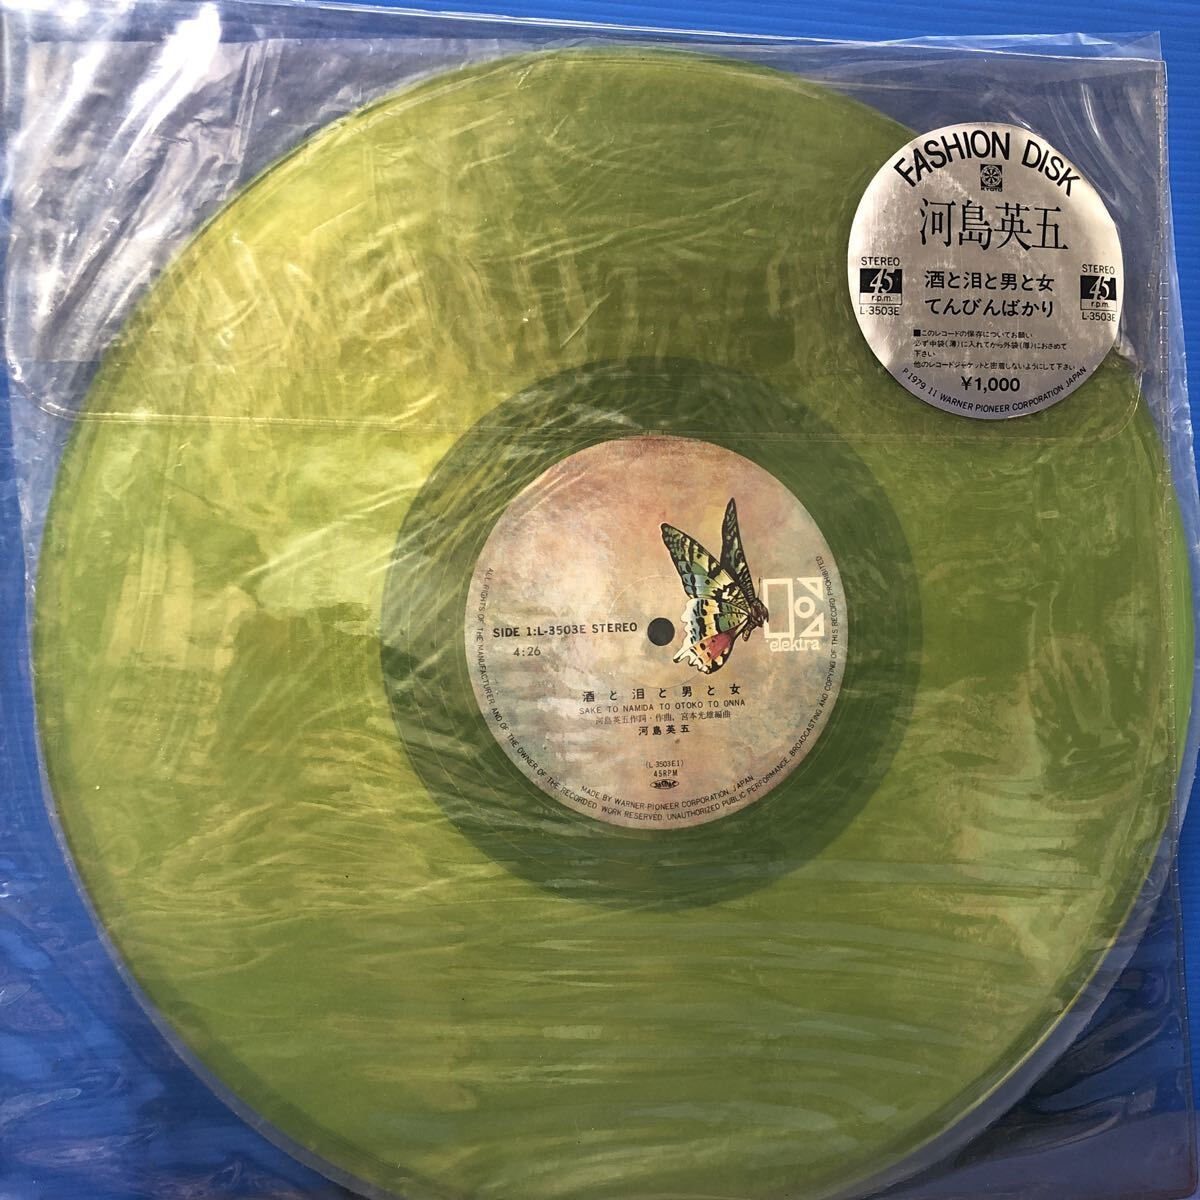 FASHION DISK
KYOTO
河島英五
STEREO
45
r.p.m.
L-3503E
酒と泪と男と女
てんびんばかり
STEREO
45
r.p.m.
L-3503E
■このレコードの保存についてお願い
必ず中袋(薄)に入れてから外袋(厚)におさめて
下さい
他のレコードジャケットと密着しないようにして下さい
¥1,000
P 1979 11 WARNER PIONEER CORPORATION JAPAN
SIDE 1:L-3503E STEREO
4:26
elektra
酒と泪と男と女
SAKE TO NAMIDA TO OTOKO TO ONNA
河島英五作詞・作曲、宮本光雄編曲
河島英五
(L-3503E1)
45RPM
MADE BY WARNER-PIONEER CORPORATION, JAPAN
ALL RIGHTS OF THE MANUFACTURER AND OF THE OWNER OF THE RECORDED WORK RESERVED. UNAUTHORIZED PUBLIC PERFORMANCE, BROADCASTING AND COPYING OF THIS RECORD PROHIBITED